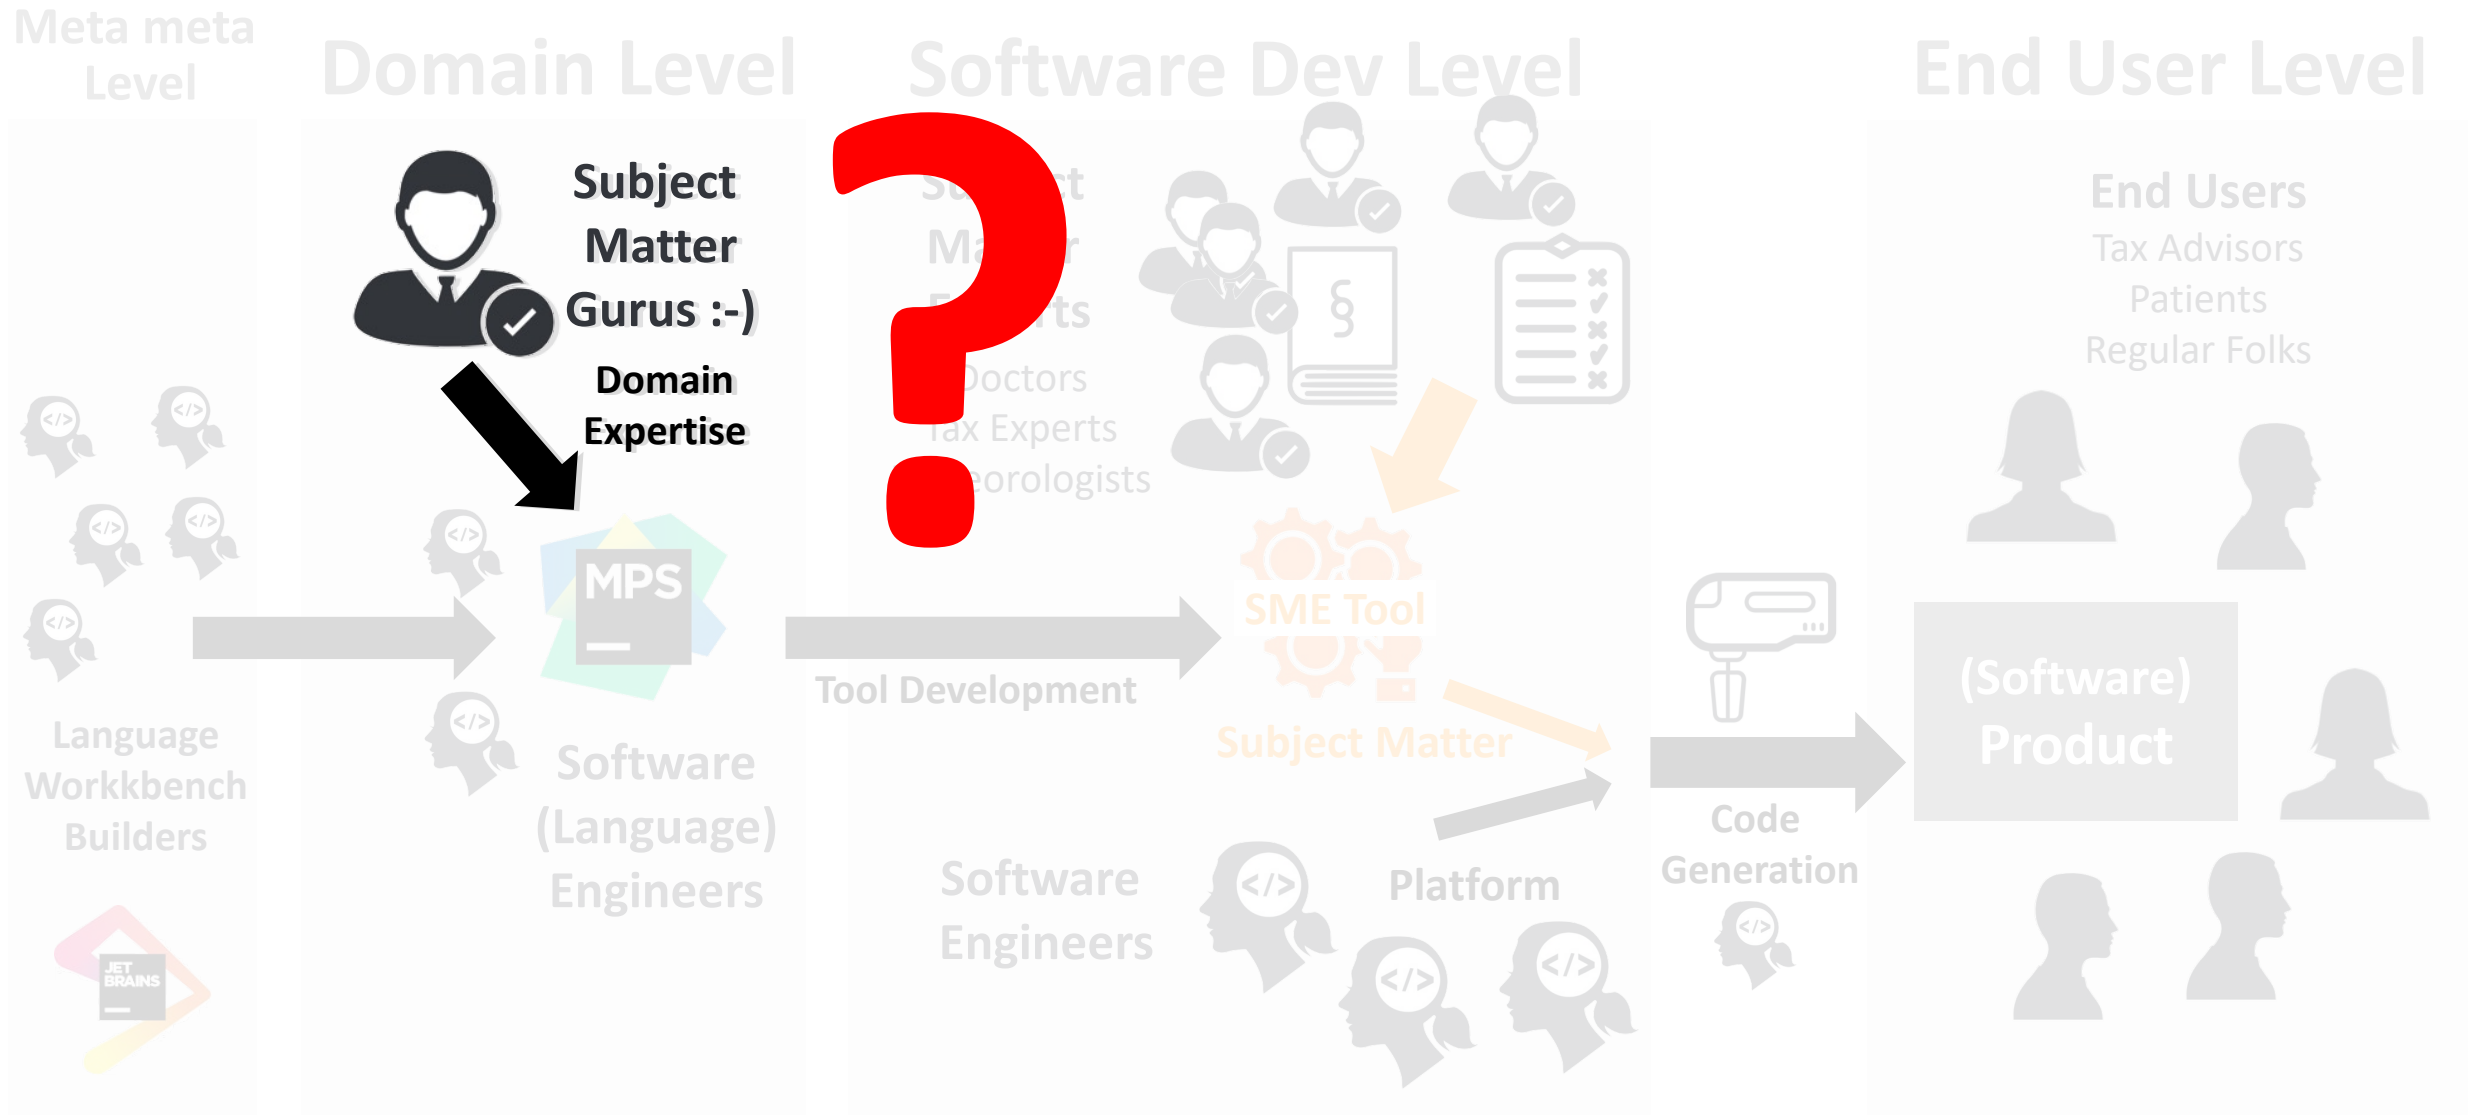 Meta meta
Level
Domain Level
Software Dev Level
End User Level
Subject
Matter
Gurus :-)
Domain
Expertise
Doctors
Tax Experts
§
End Users
Tax Advisors
Patients
Regular Folks
</>
</>
</>
</>
</>
Language
Workkbench
Builders
JET
BRAINS
</>
</>
MPS
Software
(Language)
Engineers
Tool Development
SME Tool
Subject Matter
Software
Engineers
Platform
</>
</>
</>
Code
Generation
</>
(Software)
Product